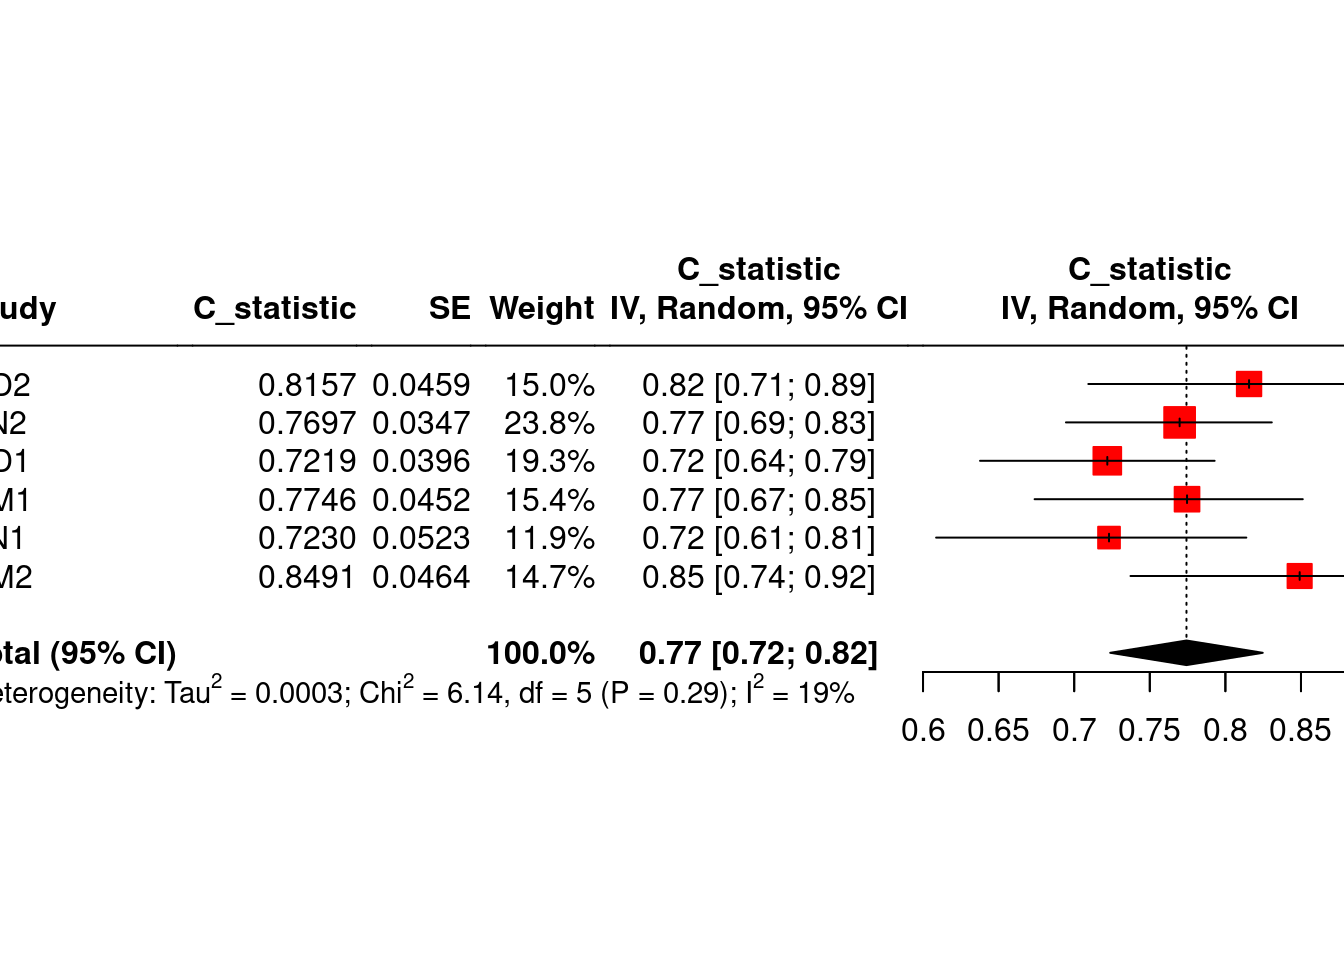 C_statistic C_statistic
udy C_statistic SE Weight IV, Random, 95% CI IV, Random, 95% CI
D2 0.8157 0.0459 15.0% 0.82 [0.71; 0.89]
N2 0.7697 0.0347 23.8% 0.77 [0.69; 0.83]
D1 0.7219 0.0396 19.3% 0.72 [0.64; 0.79]
M1 0.7746 0.0452 15.4% 0.77 [0.67; 0.85]
N1 0.7230 0.0523 11.9% 0.72 [0.61; 0.81]
M2 0.8491 0.0464 14.7% 0.85 [0.74; 0.92]
otal (95% CI) 100.0% 0.77 [0.72; 0.82]
eterogeneity: Tau² = 0.0003; Chi² = 6.14, df = 5 (P = 0.29); I² = 19%
0.6 0.65 0.7 0.75 0.8 0.85